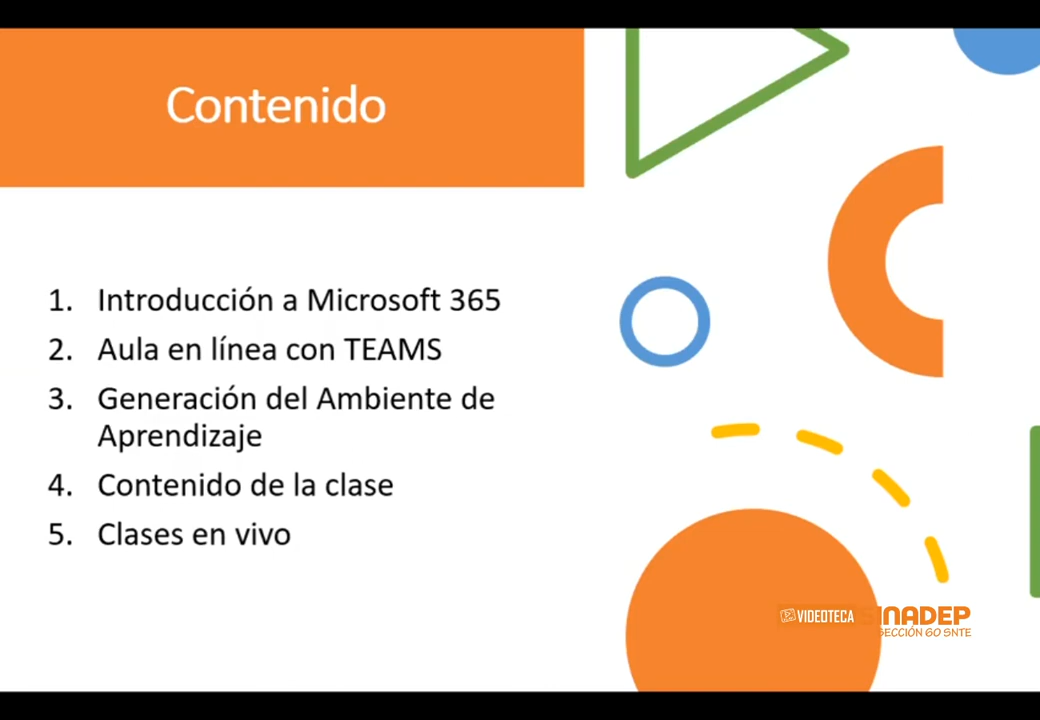 Contenido
1. Introducción a Microsoft 365
2. Aula en línea con TEAMS
3. Generación del Ambiente de
Aprendizaje
4. Contenido de la clase
5. Clases en vivo
VIDEOTECA SINADEP
SECCIÓN 60 SNTE